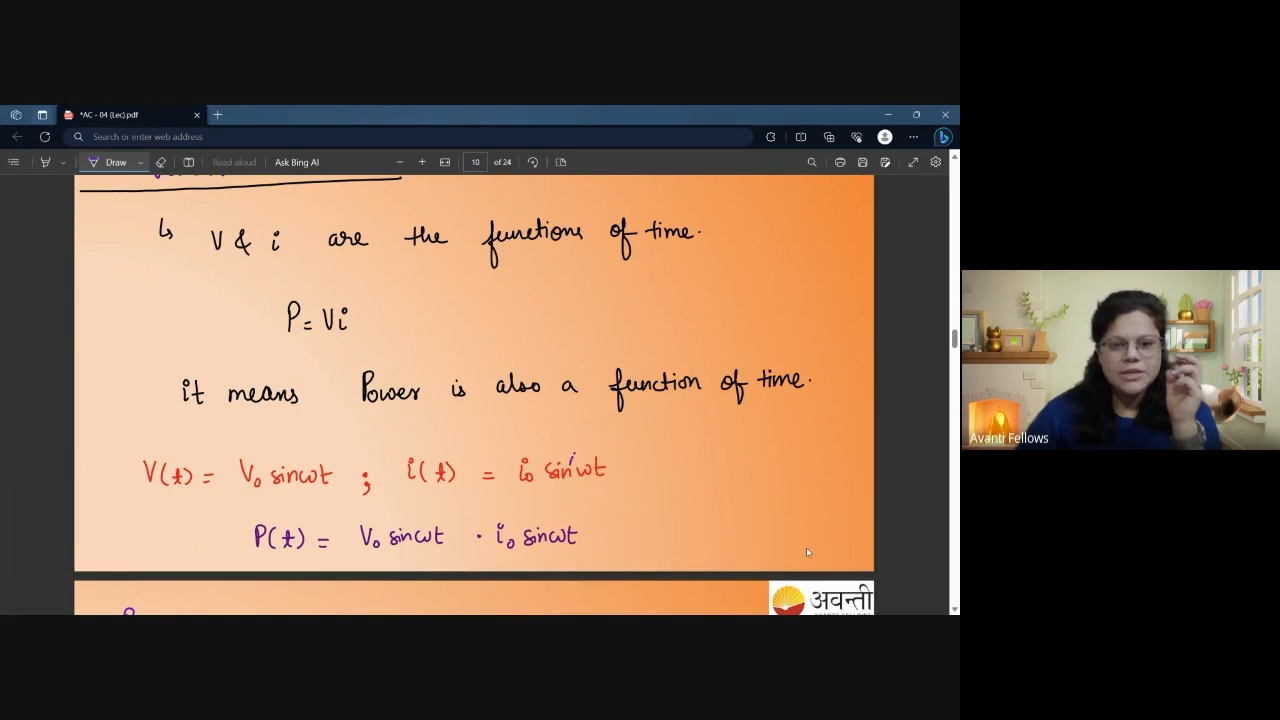 *AC - 04 (Lec).pdf
Search or enter web address
Draw
Read aloud
Ask Bing AI
10 of 24
↳ V & i are the functions of time.
P = Vi
it means Power is also a function of time.
V(t) = V₀ sinωt ; i(t) = i₀ sinωt
P(t) = V₀ sinωt · i₀ sinωt
अवन्ती
Avanti Fellows